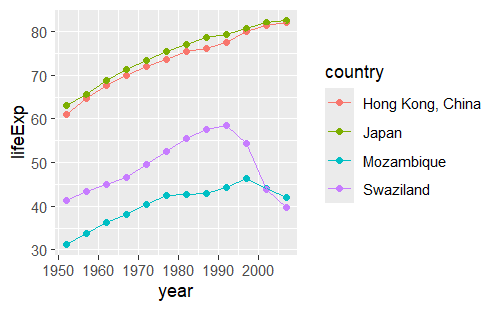 80
70
60
50
40
30
lifeExp
1950 1960 1970 1980 1990 2000
year
country
Hong Kong, China
Japan
Mozambique
Swaziland